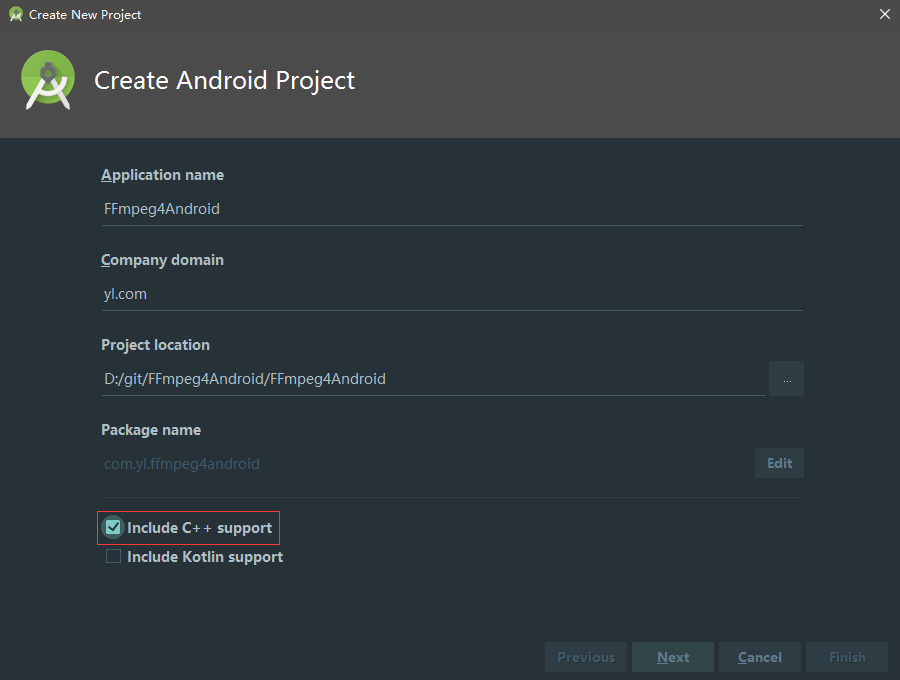 Create New Project
Create Android Project
Application name
FFmpeg4Android
Company domain
yl.com
Project location
D:/git/FFmpeg4Android/FFmpeg4Android
...
Package name
com.yl.ffmpeg4android
Edit
Include C++ support
Include Kotlin support
Previous Next Cancel Finish